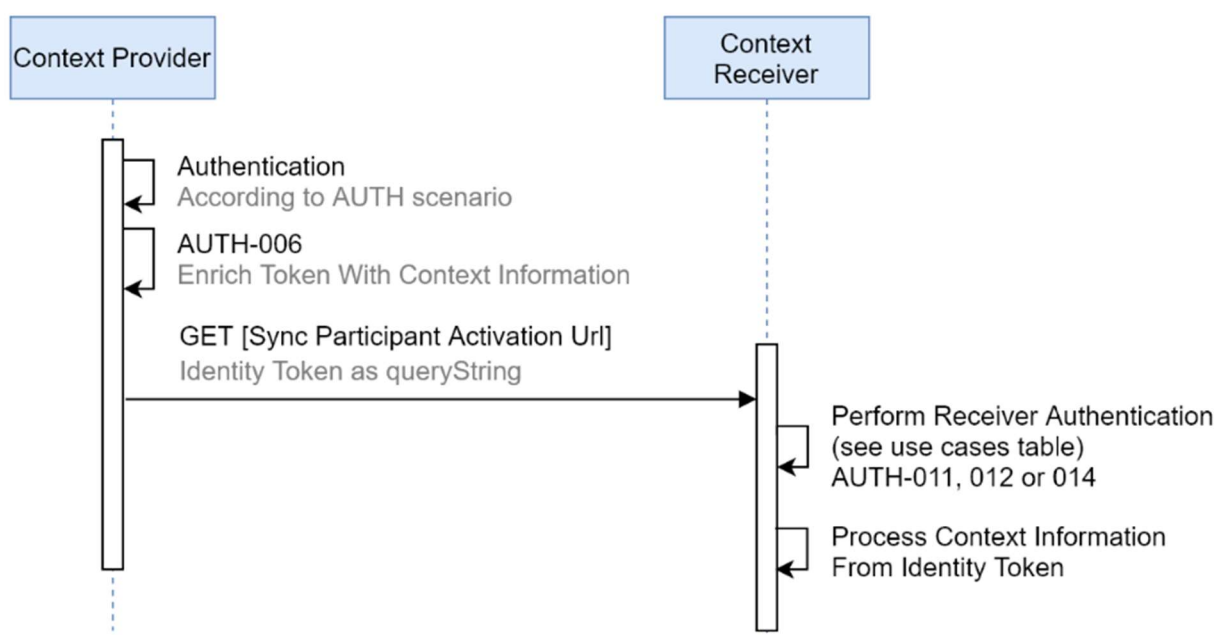 Context Provider
Context
Receiver
Authentication
According to AUTH scenario
AUTH-006
Enrich Token With Context Information
GET [Sync Participant Activation Url]
Identity Token as queryString
Perform Receiver Authentication
(see use cases table)
AUTH-011, 012 or 014
Process Context Information
From Identity Token